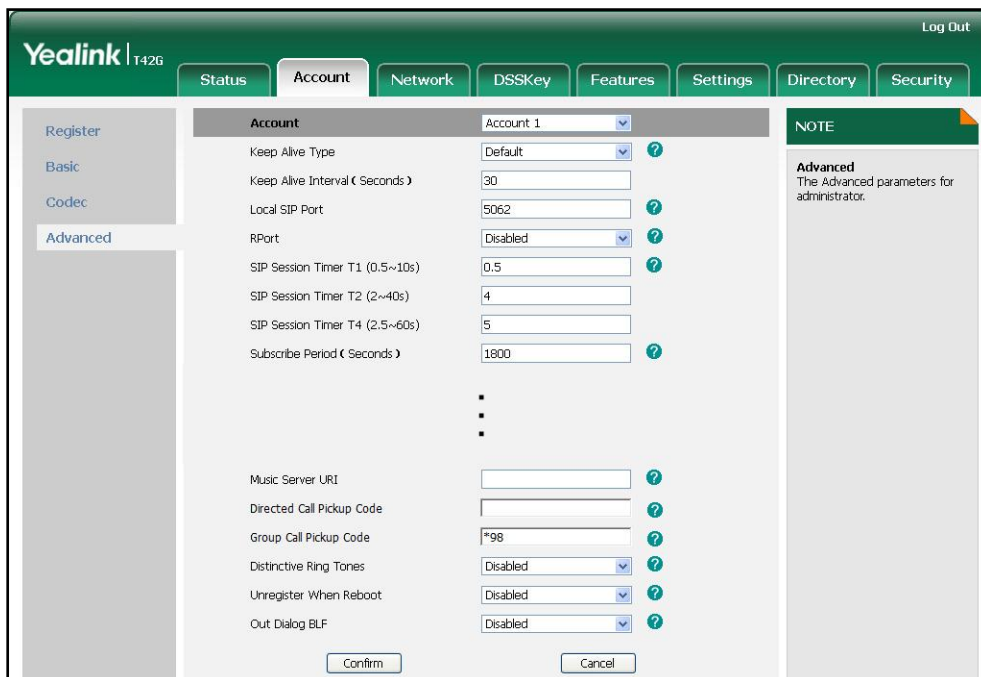 Log Out
Yealink T42G
Status Account Network DSSKey Features Settings Directory Security
Register
Basic
Codec
Advanced
Account Account 1
Keep Alive Type Default ?
Keep Alive Interval ( Seconds ) 30
Local SIP Port 5062 ?
RPort Disabled ?
SIP Session Timer T1 (0.5~10s) 0.5 ?
SIP Session Timer T2 (2~40s) 4
SIP Session Timer T4 (2.5~60s) 5
Subscribe Period ( Seconds ) 1800 ?
Music Server URI ?
Directed Call Pickup Code ?
Group Call Pickup Code *98 ?
Distinctive Ring Tones Disabled ?
Unregister When Reboot Disabled ?
Out Dialog BLF Disabled ?
Confirm Cancel
NOTE
Advanced
The Advanced parameters for
administrator.